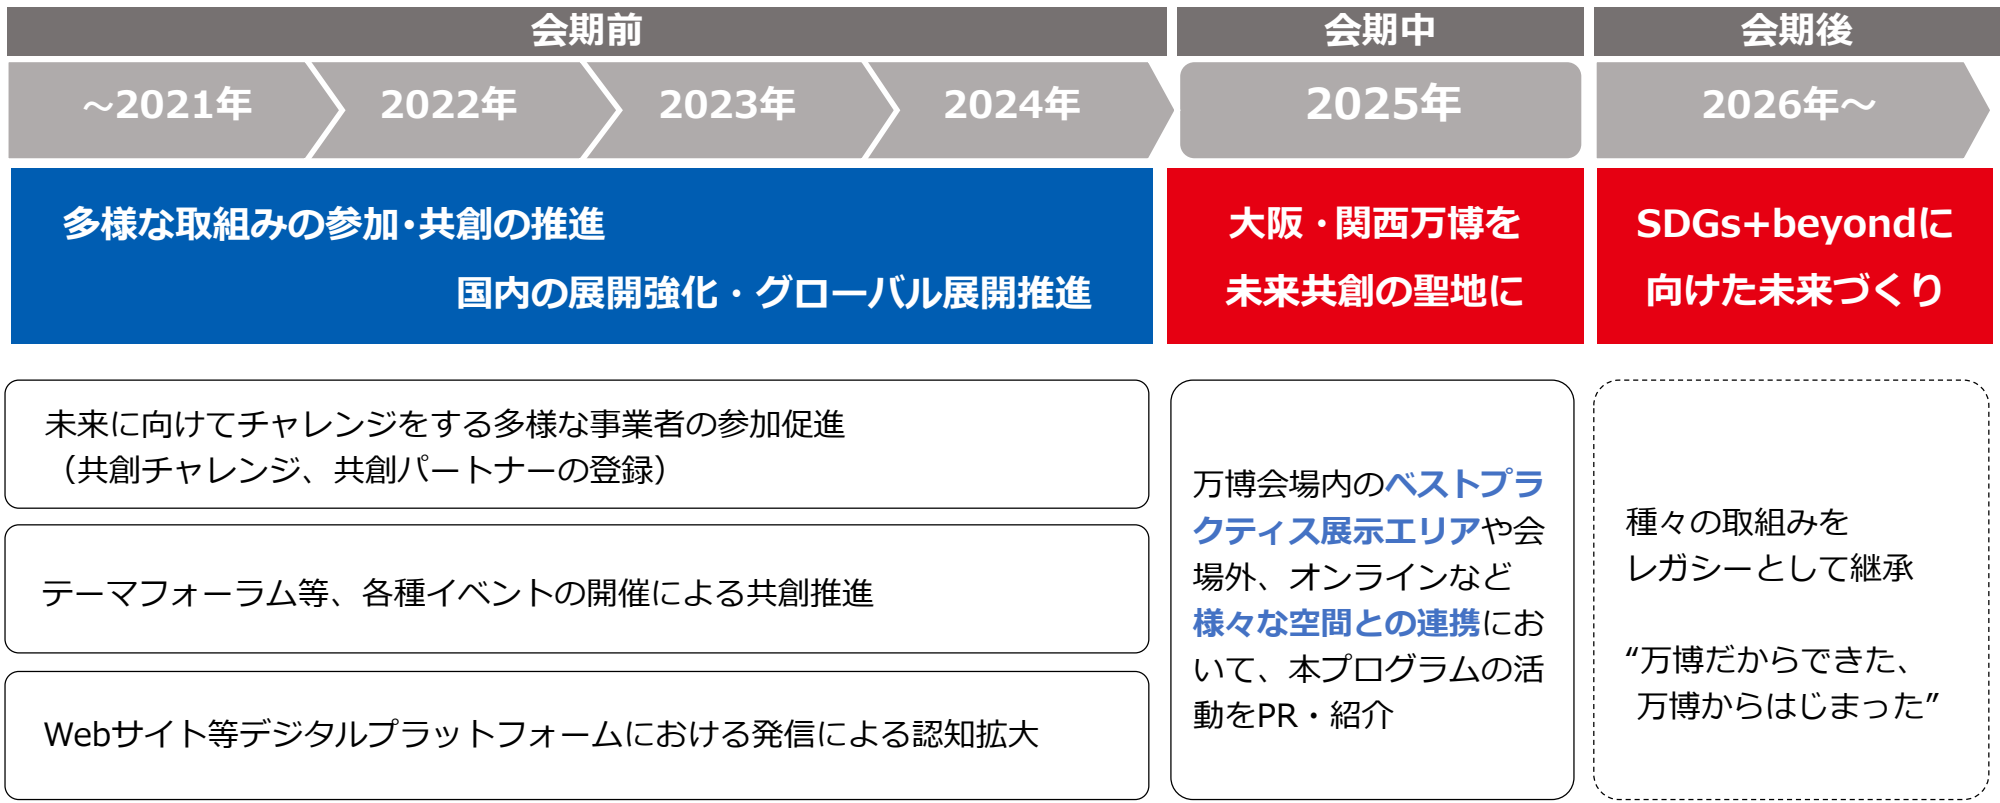 会期前
会期中
会期後
～2021年
2022年
2023年
2024年
2025年
2026年～
多様な取組みの参加・共創の推進
国内の展開強化・グローバル展開推進
大阪・関西万博を
未来共創の聖地に
SDGs+beyondに
向けた未来づくり
未来に向けてチャレンジをする多様な事業者の参加促進
（共創チャレンジ、共創パートナーの登録）
テーマフォーラム等、各種イベントの開催による共創推進
Webサイト等デジタルプラットフォームにおける発信による認知拡大
万博会場内のベストプラ
クティス展示エリアや会
場外、オンラインなど
様々な空間との連携にお
いて、本プログラムの活
動をPR・紹介
種々の取組みを
レガシーとして継承
“万博だからできた、
万博からはじまった”